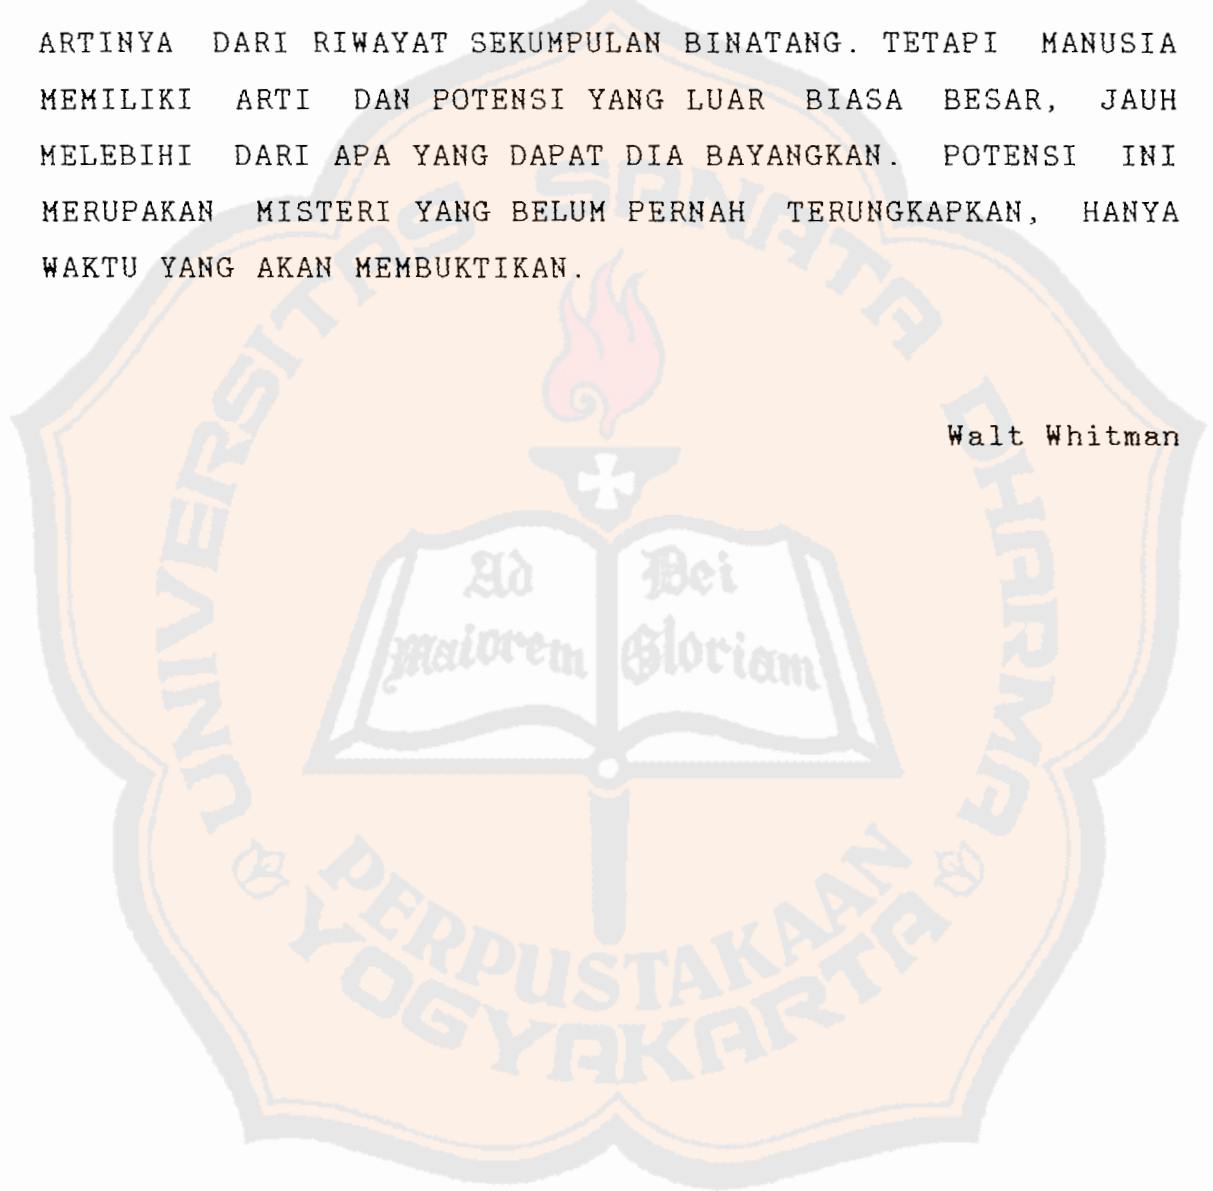 ARTINYA DARI RIWAYAT SEKUMPULAN BINATANG. TETAPI MANUSIA
MEMILIKI ARTI DAN POTENSI YANG LUAR BIASA BESAR, JAUH
MELEBIHI DARI APA YANG DAPAT DIA BAYANGKAN. POTENSI INI
MERUPAKAN MISTERI YANG BELUM PERNAH TERUNGKAPKAN, HANYA
WAKTU YANG AKAN MEMBUKTIKAN.
Walt Whitman
UNIVERSITAS SANATA DHARMA
Ad Dei
Maiorem Gloriam
PERPUSTAKAAN
YOGYAKARTA